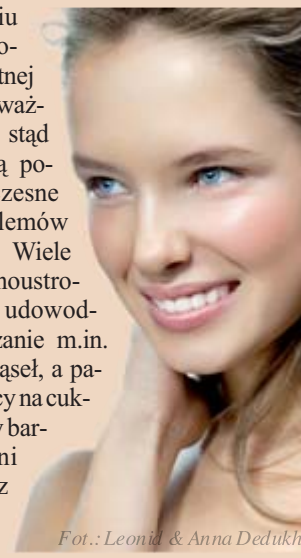 iu
o-
tnej
waż-
stąd
ą po-
zesne
lemów
Wiele
noustro-
udowod-
zanie m.in.
ąseł, a pa-
cy na cuk-
y bar-
ni
z
Fot.: Leonid & Anna Dedukh